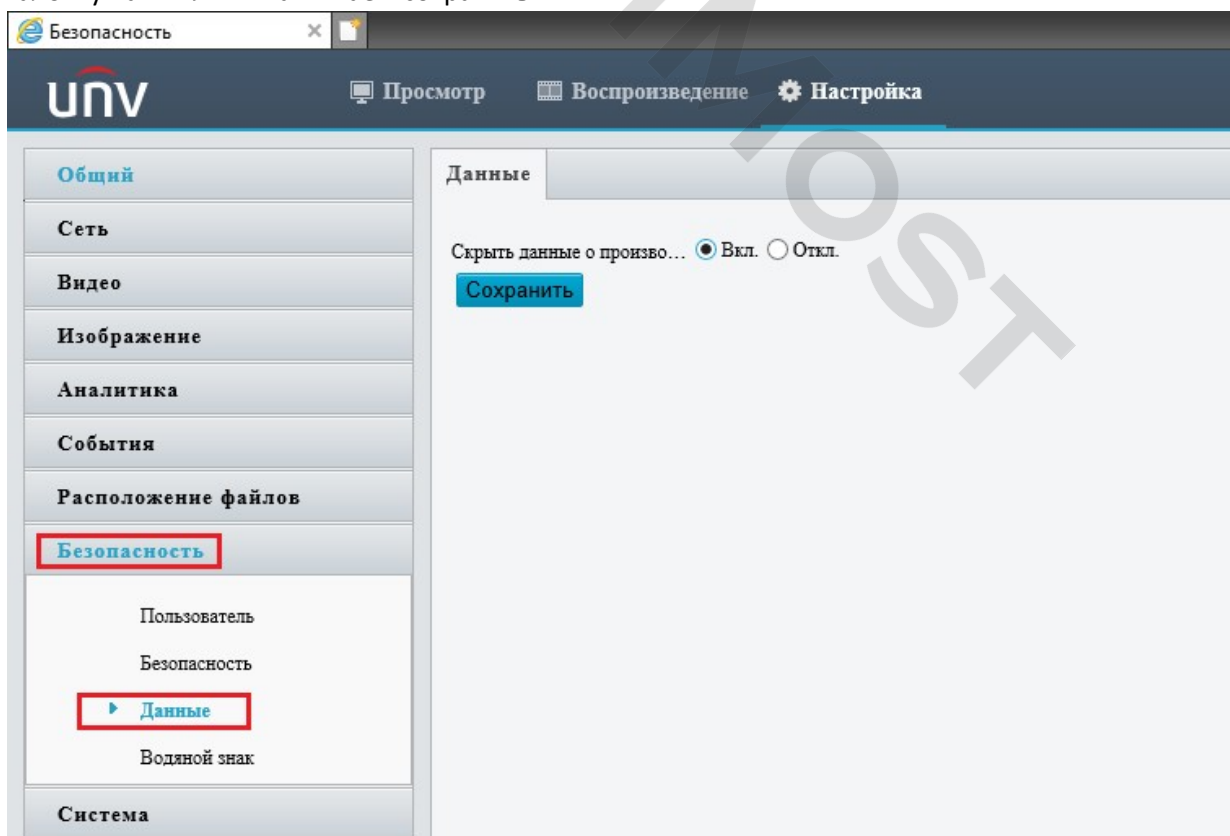 Безопасность
unv
Просмотр Воспроизведение Настройка
Общий
Сеть
Видео
Изображение
Аналитика
События
Расположение файлов
Безопасность
Пользователь
Безопасность
Данные
Водяной знак
Система
Данные
Скрыть данные о произво... Вкл. Откл.
Сохранить
MOST